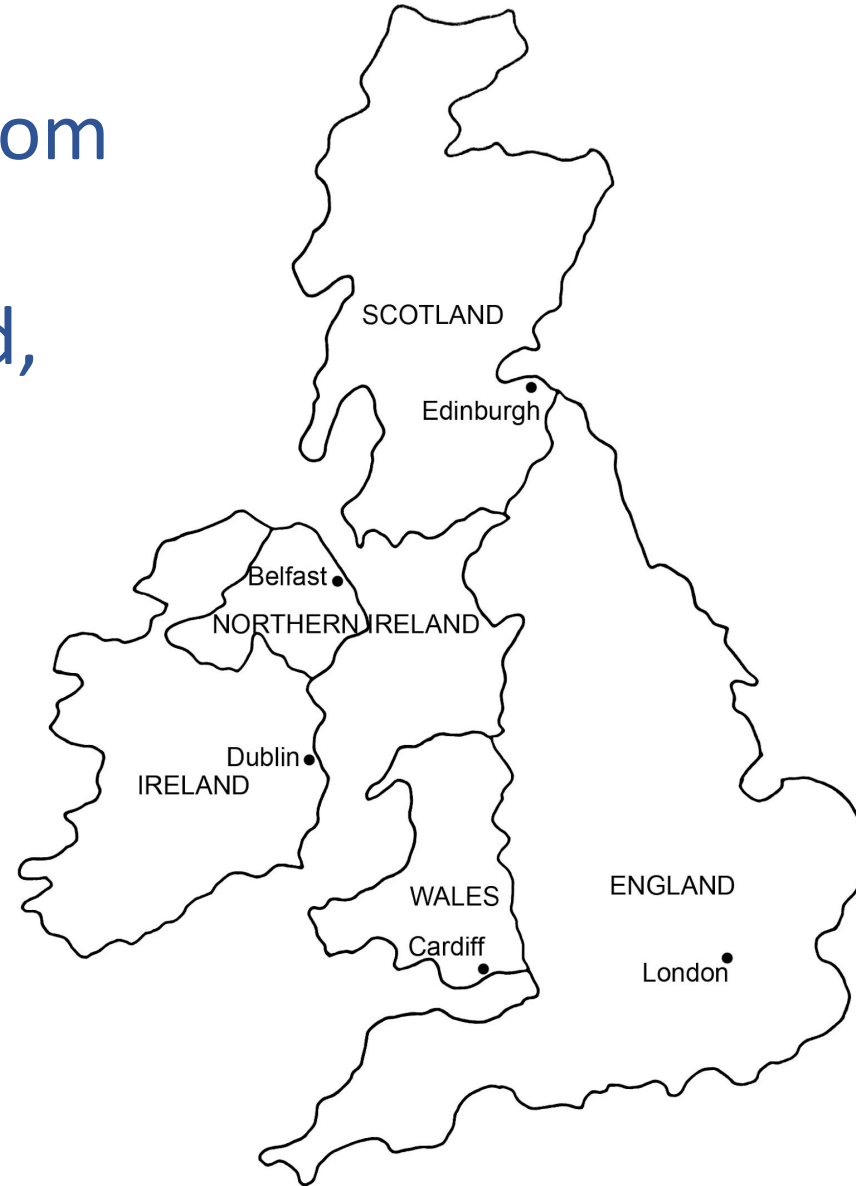 om
d,
SCOTLAND
Edinburgh
Belfast
NORTHERN IRELAND
Dublin
IRELAND
WALES
ENGLAND
Cardiff
London